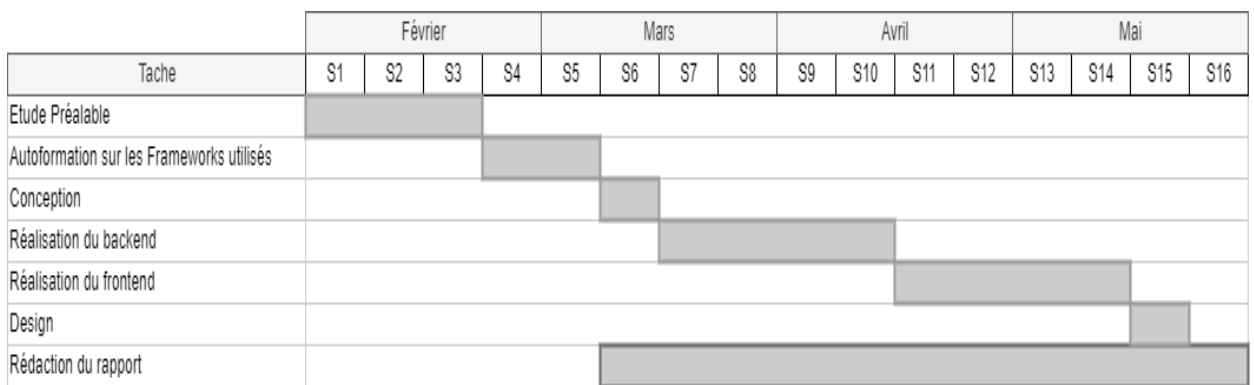 Février Mars Avril Mai
Tache S1 S2 S3 S4 S5 S6 S7 S8 S9 S10 S11 S12 S13 S14 S15 S16
Etude Préalable
Autoformation sur les Frameworks utilisés
Conception
Réalisation du backend
Réalisation du frontend
Design
Rédaction du rapport